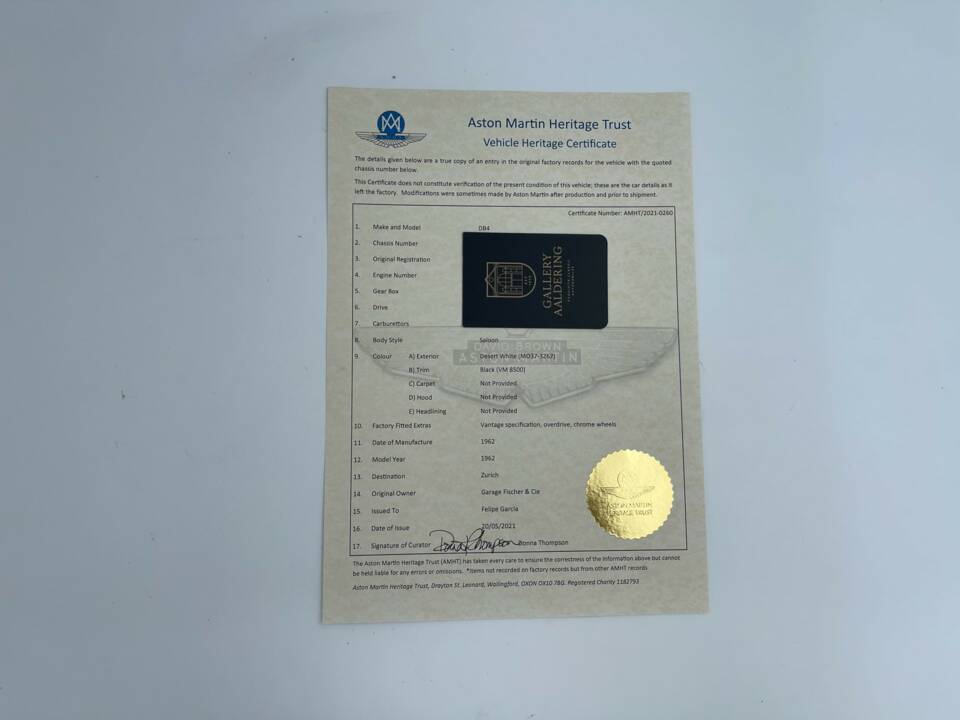 Aston Martin Heritage Trust
Vehicle Heritage Certificate
The details given below are a true copy of an entry in the original factory records for the vehicle with the quoted
chassis number below.
This Certificate does not constitute verification of the present condition of this vehicle; these are the car details as it
left the factory. Modifications were sometimes made by Aston Martin after production and prior to shipment.
Certificate Number: AMHT/2021-0260
1. Make and Model DB4
2. Chassis Number
3. Original Registration
4. Engine Number
5. Gear Box
6. Drive
7. Carburettors
GALLERY
AALDERING
8. Body Style Saloon
DAVID BROWN
ASTON MARTIN
9. Colour A) Exterior Desert White (MO37-3267)
B) Trim Black (VM 8500)
C) Carpet Not Provided
D) Hood Not Provided
E) Headlining Not Provided
10. Factory Fitted Extras Vantage specification, overdrive, chrome wheels
11. Date of Manufacture 1962
12. Model Year 1962
13. Destination Zurich
14. Original Owner Garage Fischer & Cie
15. Issued To Felipe Garcia
16. Date of Issue 20/05/2021
17. Signature of Curator Donna Thompson Donna Thompson
ASTON MARTIN
HERITAGE TRUST
The Aston Martin Heritage Trust (AMHT) has taken every care to ensure the correctness of the information above but cannot
be held liable for any errors or omissions. *Items not recorded on factory records but from other AMHT records
Aston Martin Heritage Trust, Drayton St. Leonard, Wallingford, OXON OX10 7BG. Registered Charity 1182793